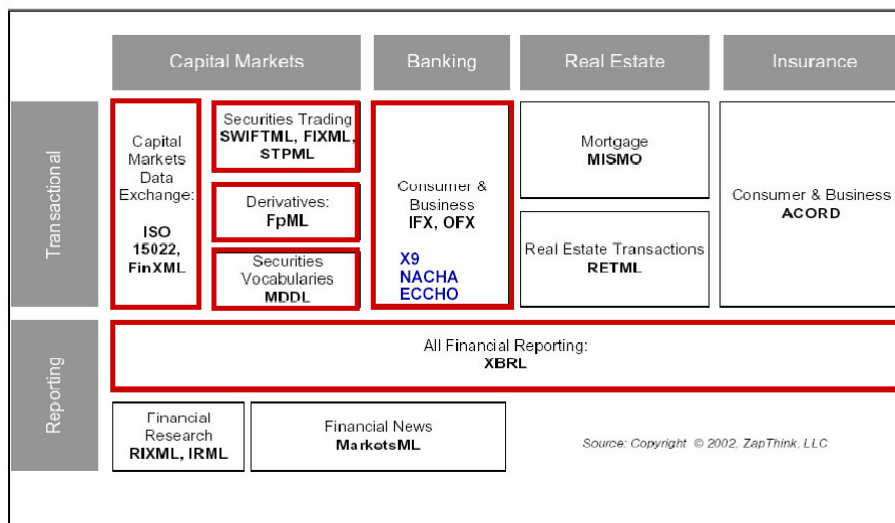 Capital Markets
Banking
Real Estate
Insurance
Transactional
Capital
Markets
Data
Exchange:
ISO
15022,
FinXML
Securities Trading
SWIFTML, FIXML,
STPML
Derivatives:
FpML
Securities
Vocabularies
MDDL
Consumer &
Business
IFX, OFX
X9
NACHA
ECCHO
Mortgage
MISMO
Real Estate Transactions
RETML
Consumer & Business
ACORD
Reporting
All Financial Reporting:
XBRL
Financial
Research
RIXML, IRML
Financial News
MarketsML
Source: Copyright © 2002, ZapThink, LLC